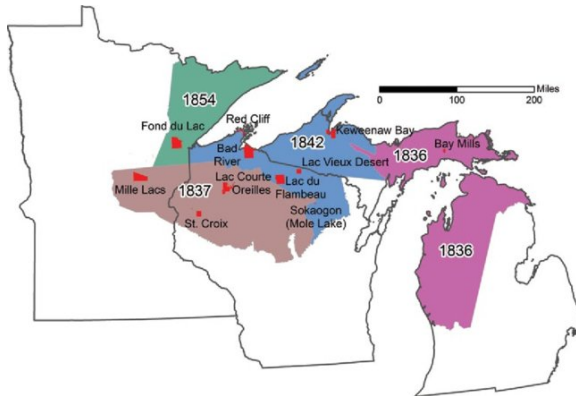 Miles
0 100 200
1854
Fond du Lac
Red Cliff
1842
Keweenaw Bay
Bad
River
1836
Bay Mills
Lac Vieux Desert
Mille Lacs
1837
Lac Courte
Oreilles
Lac du
Flambeau
St. Croix
Sokaogon
(Mole Lake)
1836